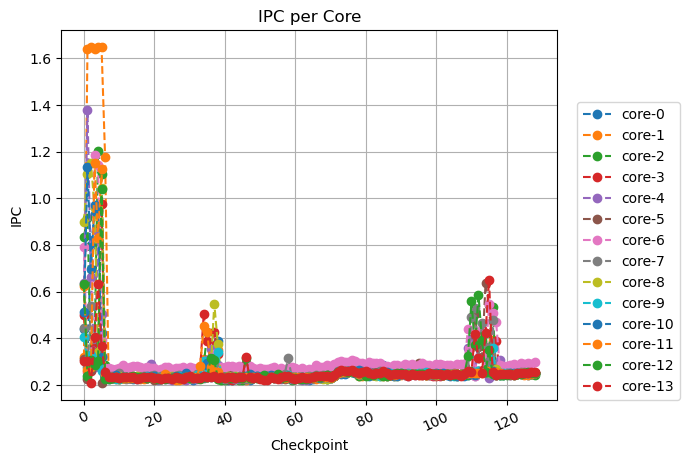 IPC per Core
IPC
1.6
1.4
1.2
1.0
0.8
0.6
0.4
0.2
0
20
40
60
80
100
120
Checkpoint
core-0
core-1
core-2
core-3
core-4
core-5
core-6
core-7
core-8
core-9
core-10
core-11
core-12
core-13